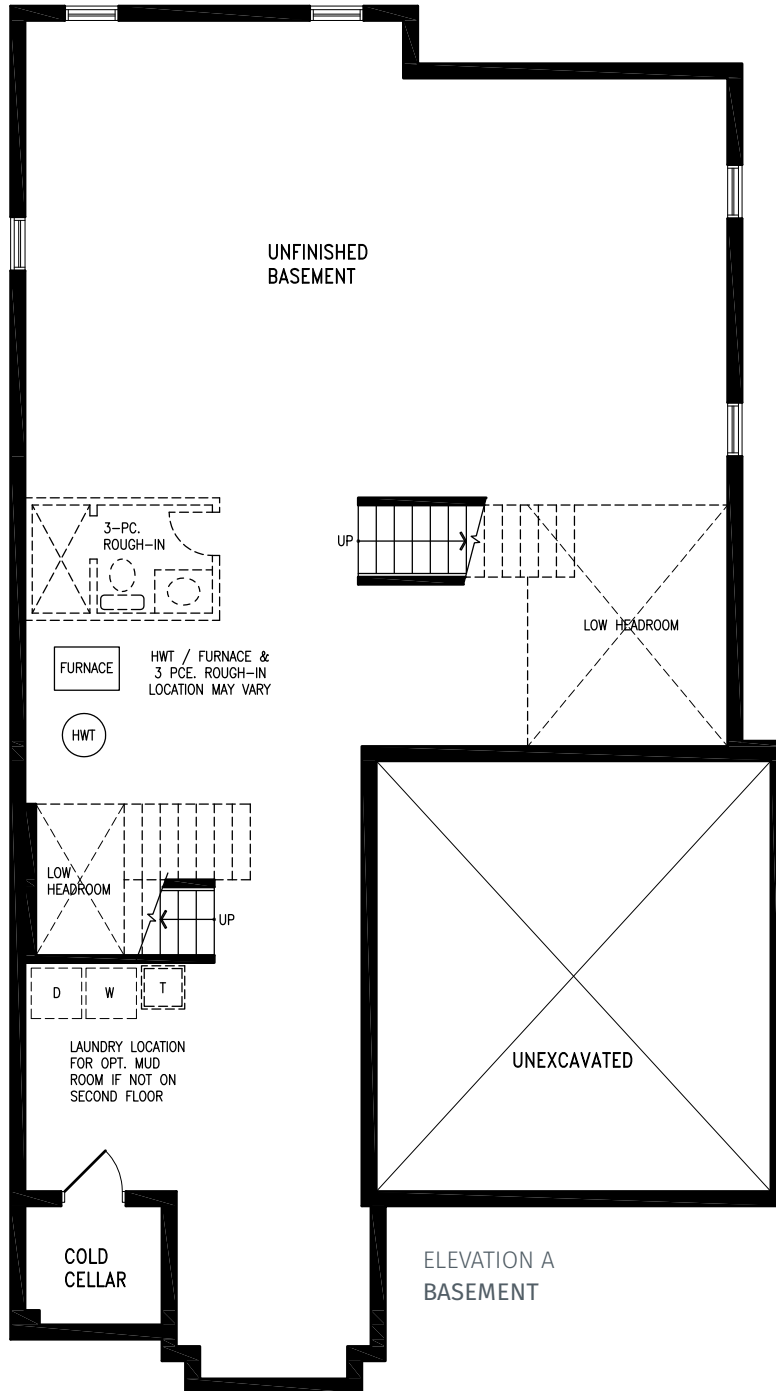 UNFINISHED
BASEMENT
3-PC.
ROUGH-IN
UP
LOW HEADROOM
FURNACE
HWT / FURNACE &
3 PCE. ROUGH-IN
LOCATION MAY VARY
HWT
LOW
HEADROOM
UP
D
W
T
LAUNDRY LOCATION
FOR OPT. MUD
ROOM IF NOT ON
SECOND FLOOR
UNEXCAVATED
COLD
CELLAR
ELEVATION A
BASEMENT